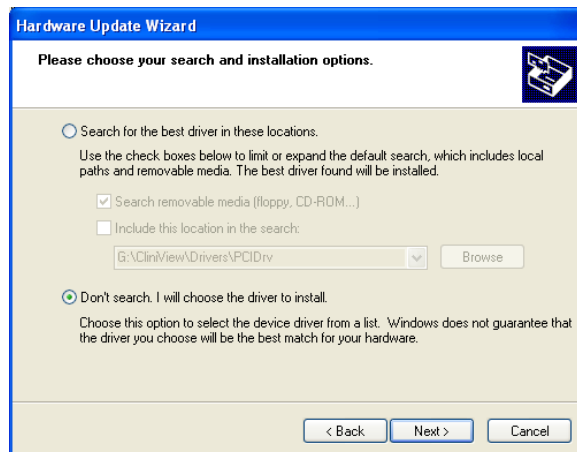 Hardware Update Wizard
Please choose your search and installation options.
Search for the best driver in these locations.
Use the check boxes below to limit or expand the default search, which includes local
paths and removable media. The best driver found will be installed.
Search removable media (floppy, CD-ROM...)
Include this location in the search:
G:\CliniView\Drivers\PCIDrv
Browse
Don't search. I will choose the driver to install.
Choose this option to select the device driver from a list. Windows does not guarantee that
the driver you choose will be the best match for your hardware.
< Back Next > Cancel